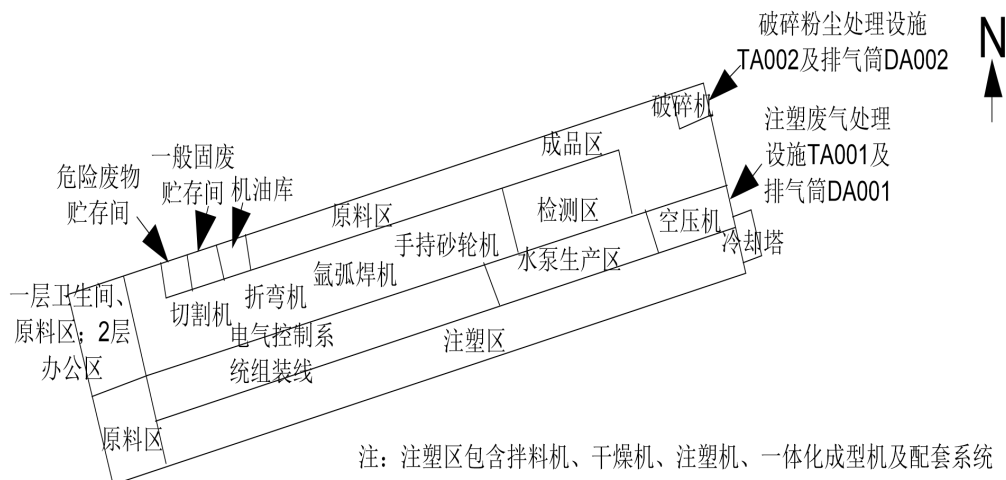 破碎粉尘处理设施
TA002及排气筒DA002
N
破碎机
注塑废气处理
设施TA001及
排气筒DA001
成品区
一般固废
贮存间
危险废物
贮存间
机油库
原料区
检测区
空压机
冷却塔
手持砂轮机
水泵生产区
氩弧焊机
折弯机
切割机
一层卫生间、
原料区；2层
办公区
电气控制系
统组装线
注塑区
原料区
注：注塑区包含拌料机、干燥机、注塑机、一体化成型机及配套系统